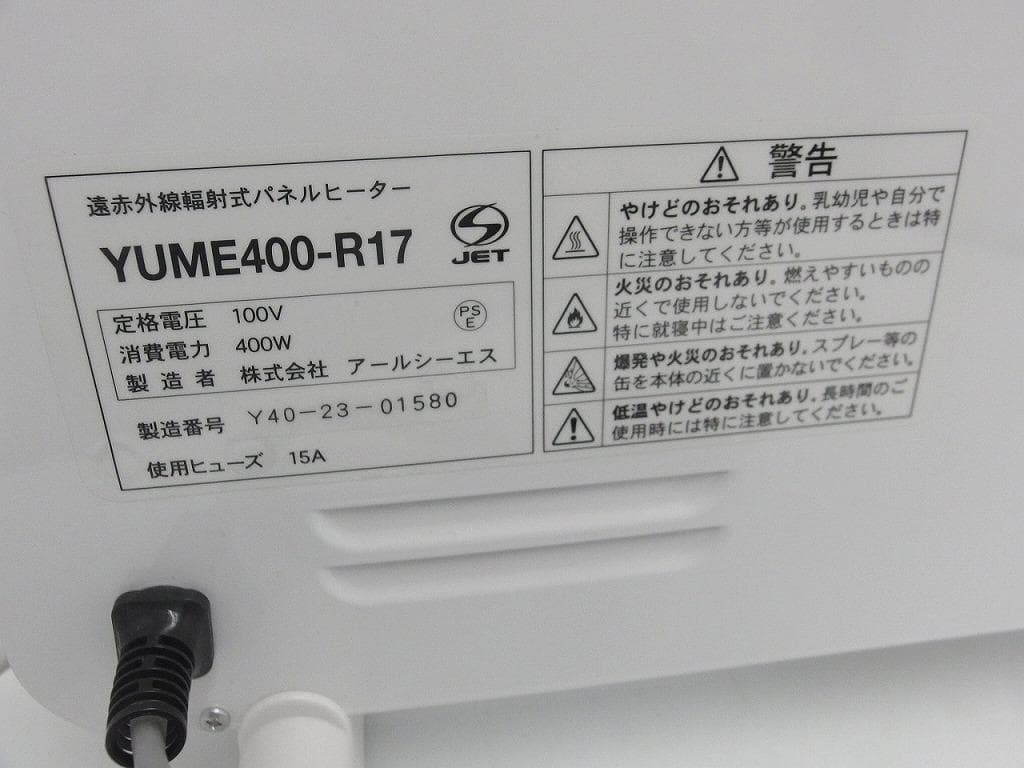 遠赤外線輻射式パネルヒーター
YUME400-R17
JET
定格電圧 100V
PS
E
消費電力 400W
製造者 株式会社 アールシーエス
製造番号 Y40-23-01580
使用ヒューズ 15A
警告
やけどのおそれあり。乳幼児や自分で
操作できない方等が使用するときは特
に注意してください。
火災のおそれあり。燃えやすいものの
近くで使用しないでください。
特に就寝中はご注意ください。
爆発や火災のおそれあり。スプレー等の
缶を本体の近くに置かないでください。
低温やけどのおそれあり。長時間のご
使用時には特に注意してください。